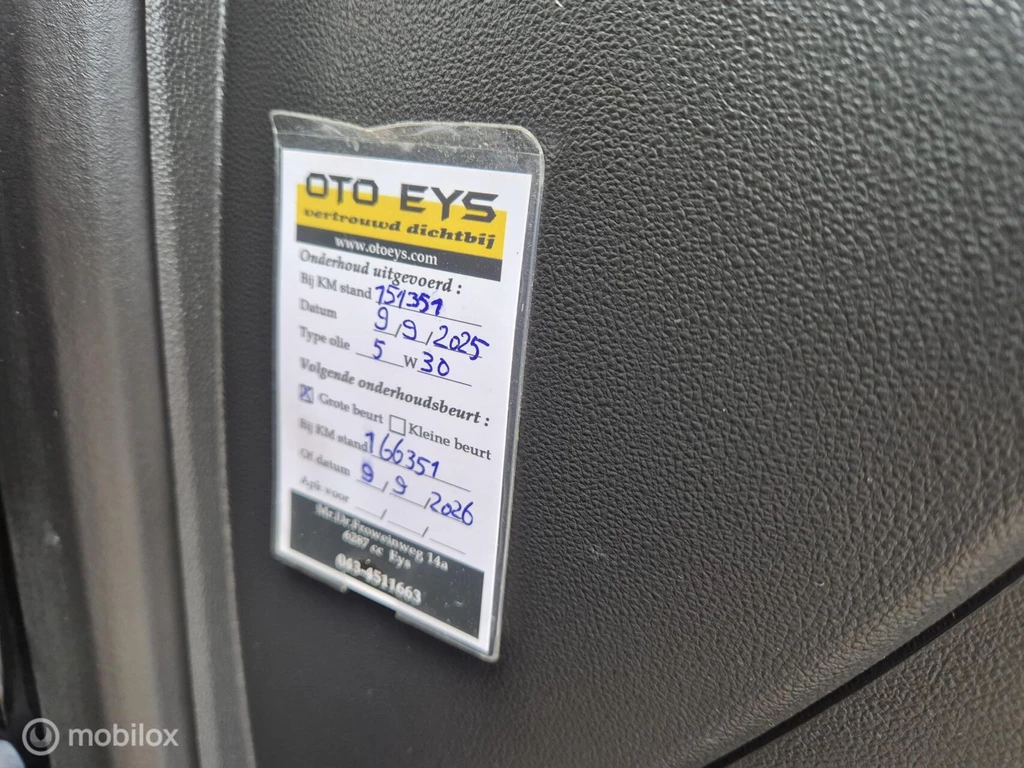 OTO EYS
vertrouwd dichtbij
www.otoeys.com
Onderhoud uitgevoerd :
Bij KM stand 151351
Datum 9/9/2025
Type olie 5 W 30
Volgende onderhoudsbeurt :
X Grote beurt Kleine beurt
Bij KM stand 166351
Of datum 9/9/2026
Apk voor / /
Mr.Dr Froweinweg 14a
6287 cc Eys
043-4511663
mobilox